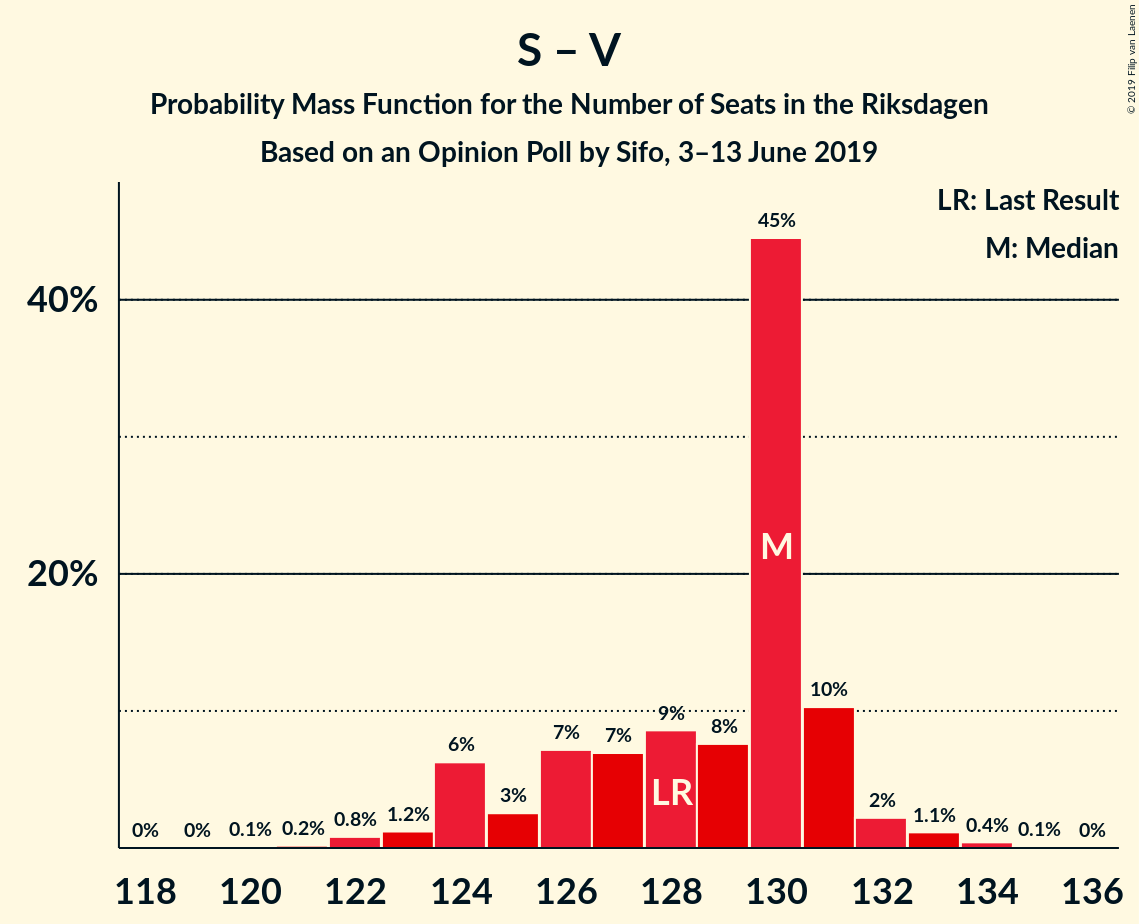 S – V
Probability Mass Function for the Number of Seats in the Riksdagen
Based on an Opinion Poll by Sifo, 3–13 June 2019
© 2019 Filip van Laenen
LR: Last Result
M: Median
40%
20%
0% 0% 0.1% 0.2% 0.8% 1.2% 6% 3% 7% 7% 9% 8% 45% 10% 2% 1.1% 0.4% 0.1% 0%
M
LR
118 120 122 124 126 128 130 132 134 136